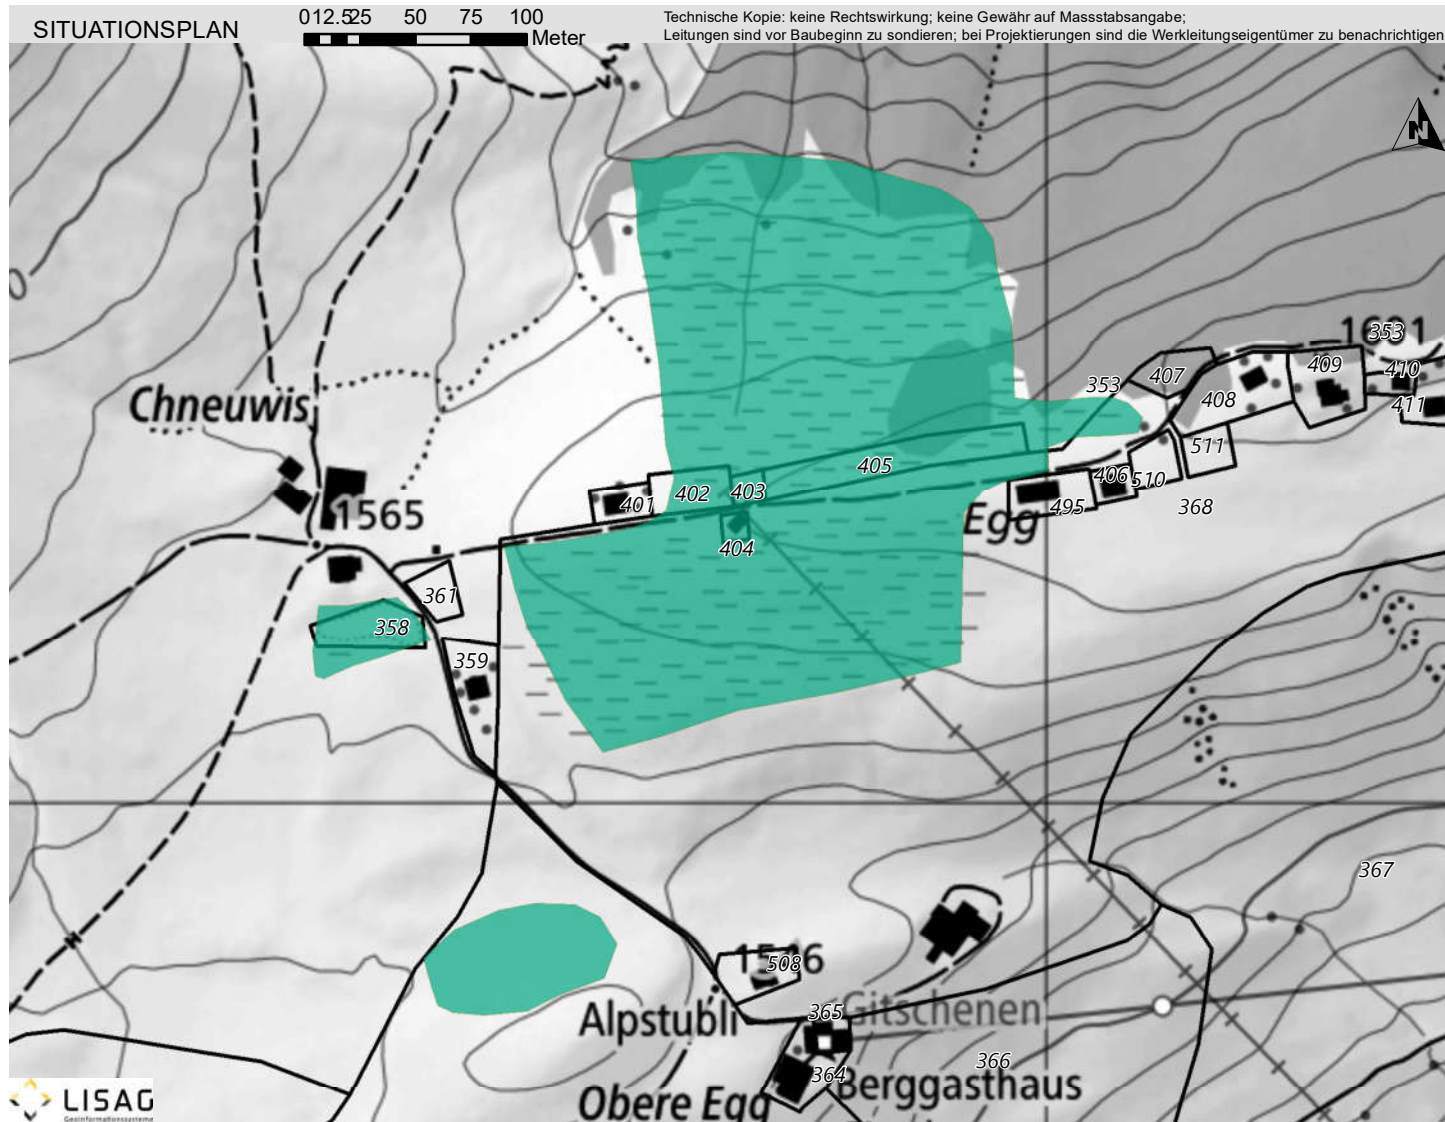 SITUATIONSPLAN
0 12.5 25 50 75 100
Meter
Technische Kopie: keine Rechtswirkung; keine Gewähr auf Massstabsangabe;
Leitungen sind vor Baubeginn zu sondieren; bei Projektierungen sind die Werkleitungseigentümer zu benachrichtigen
N
353
409
353
407
410
408
411
Chneuwis
511
405
401
402
403
406
510
495
368
1565
Egg
404
361
358
359
367
508
Alpstubli
365
Gitschenen
366
364
Berggasthaus
Obere Egg
LISAG
Geoinformationssysteme